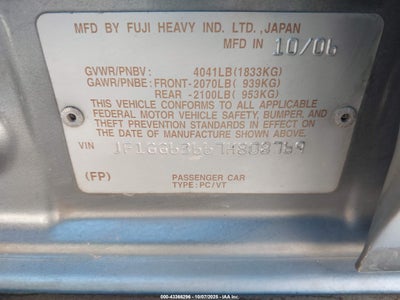 MFD BY FUJI HEAVY IND. LTD.,JAPAN
MFD IN 10/06
GVWR/PNBV : 4041LB(1833KG)
GAWR/PNBE:FRONT-2070LB( 939KG)
REAR -2100LB( 953KG)
THIS VEHICLE CONFORMS TO ALL APPLICABLE
FEDERAL MOTOR VEHICLE SAFETY, BUMPER, AND
THEFT PREVENTION STANDARDS IN EFFECT ON THE
DATE OF MANUFACTURE SHOWN ABOVE.
VIN
(FP) PASSENGER CAR
TYPE:PC/VT
000-43368296 - 10/07/2025 - IAA Inc.